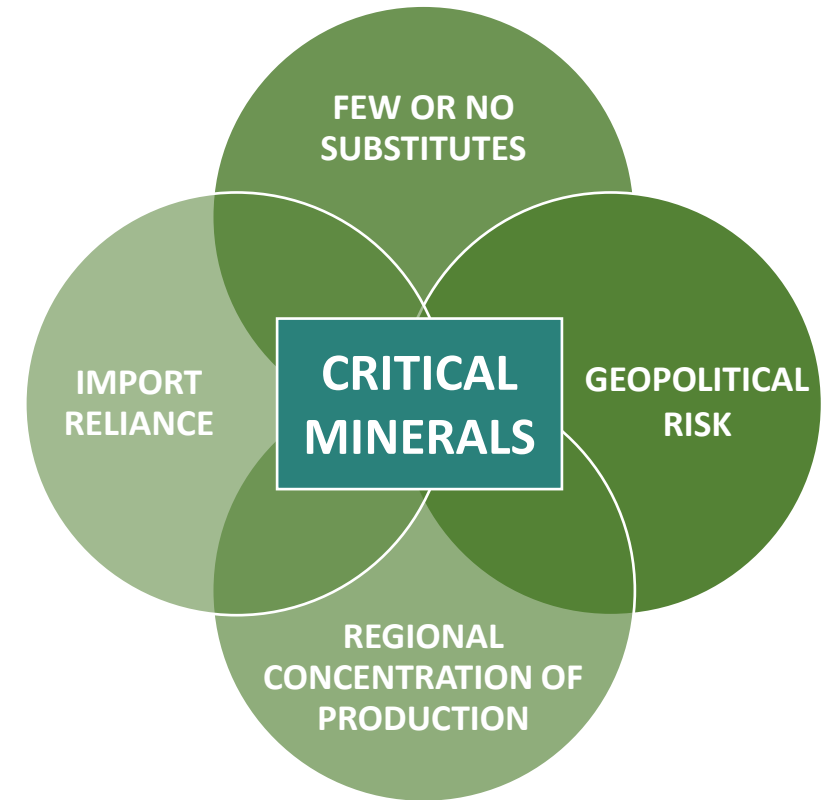 FEW OR NO
SUBSTITUTES
IMPORT
RELIANCE
CRITICAL
MINERALS
GEOPOLITICAL
RISK
REGIONAL
CONCENTRATION OF
PRODUCTION